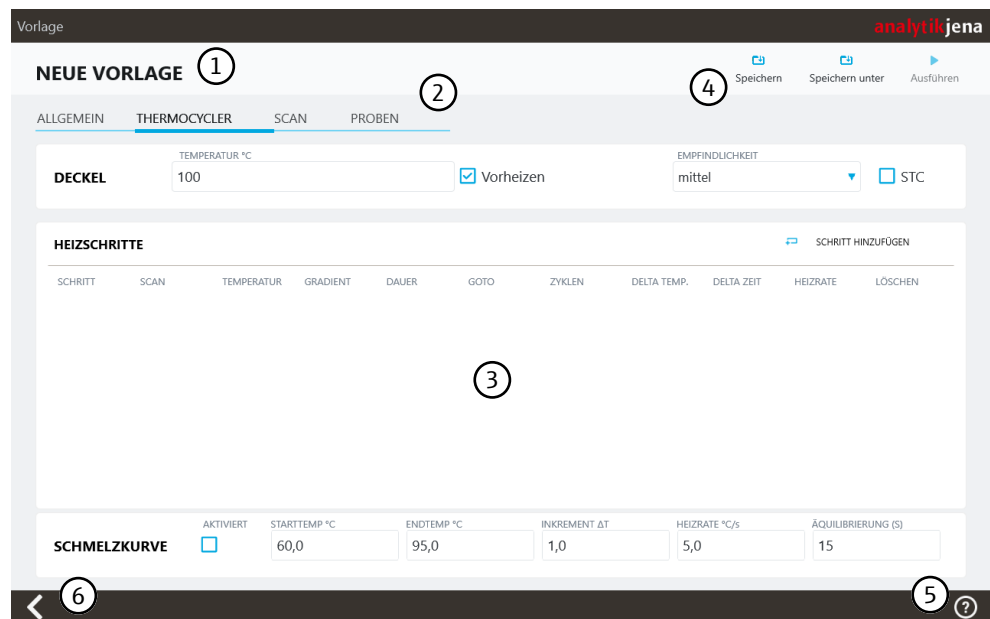 Vorlage
analytikjena
NEUE VORLAGE 1
4 Speichern Speichern unter Ausführen
2
ALLGEMEIN THERMOCYCLER SCAN PROBEN
TEMPERATUR °C EMPFINDLICHKEIT
DECKEL 100 Vorheizen mittel STC
HEIZSCHRITTE SCHRITT HINZUFÜGEN
SCHRITT SCAN TEMPERATUR GRADIENT DAUER GOTO ZYKLEN DELTA TEMP. DELTA ZEIT HEIZRATE LÖSCHEN
3
AKTIVIERT STARTTEMP °C ENDTEMP °C INKREMENT ΔT HEIZRATE °C/s ÄQUILIBRIERUNG (S)
SCHMELZKURVE 60,0 95,0 1,0 5,0 15
6 5
?